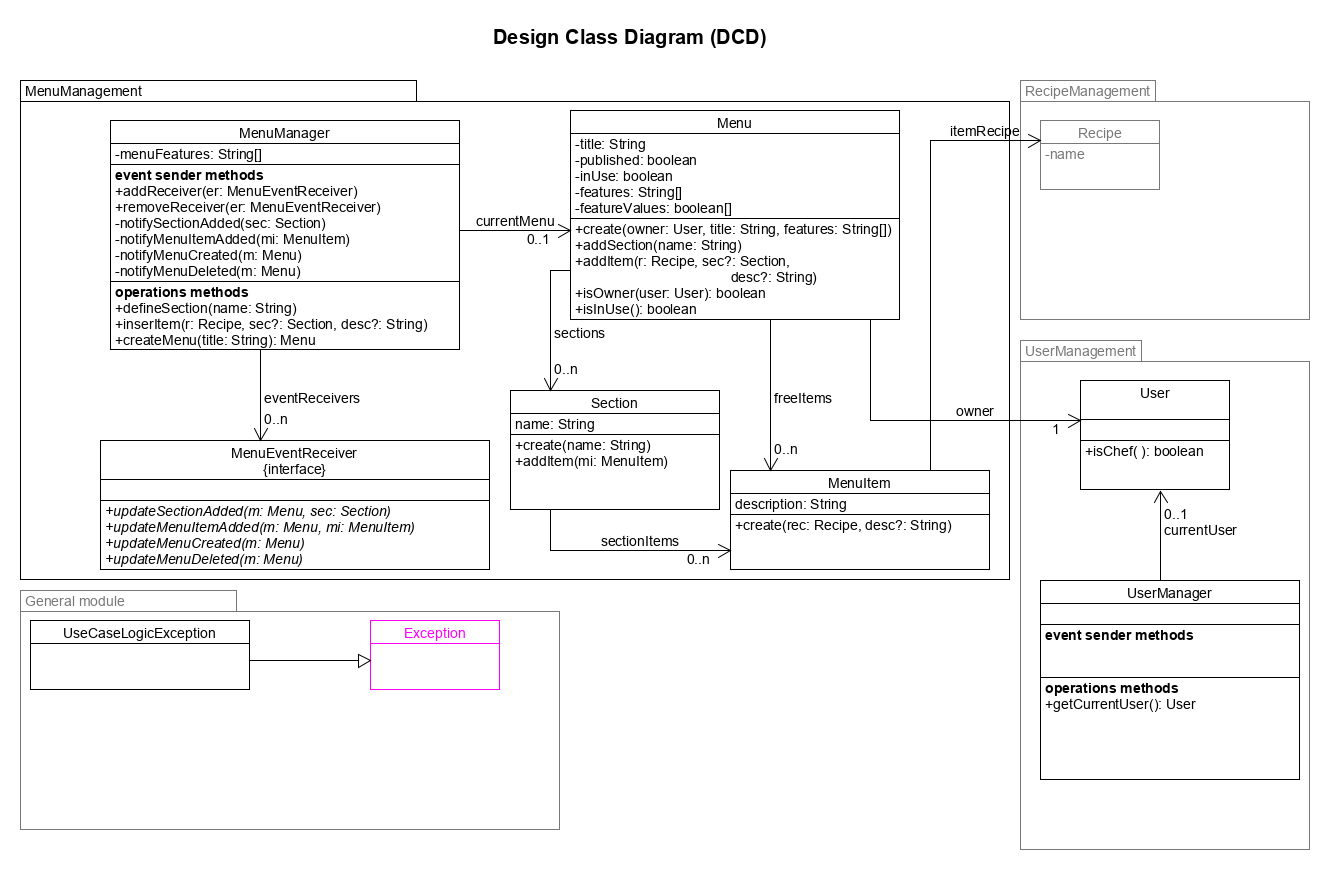 Design Class Diagram (DCD)
MenuManagement
MenuManager
-menuFeatures: String[]
event sender methods
+addReceiver(er: MenuEventReceiver)
+removeReceiver(er: MenuEventReceiver)
-notifySectionAdded(sec: Section)
-notifyMenuItemAdded(mi: MenuItem)
-notifyMenuCreated(m: Menu)
-notifyMenuDeleted(m: Menu)
operations methods
+defineSection(name: String)
+inserItem(r: Recipe, sec?: Section, desc?: String)
+createMenu(title: String): Menu
currentMenu
0..1
Menu
-title: String
-published: boolean
-inUse: boolean
-features: String[]
-featureValues: boolean[]
+create(owner: User, title: String, features: String[])
+addSection(name: String)
+addItem(r: Recipe, sec?: Section,
desc?: String)
+isOwner(user: User): boolean
+isInUse(): boolean
itemRecipe
RecipeManagement
Recipe
-name
eventReceivers
0..n
MenuEventReceiver
{interface}
+updateSectionAdded(m: Menu, sec: Section)
+updateMenuItemAdded(m: Menu, mi: MenuItem)
+updateMenuCreated(m: Menu)
+updateMenuDeleted(m: Menu)
sections
0..n
Section
name: String
+create(name: String)
+addItem(mi: MenuItem)
sectionItems
0..n
freeItems
0..n
MenuItem
description: String
+create(rec: Recipe, desc?: String)
owner
1
UserManagement
User
+isChef( ): boolean
0..1
currentUser
UserManager
event sender methods
operations methods
+getCurrentUser(): User
General module
UseCaseLogicException
Exception